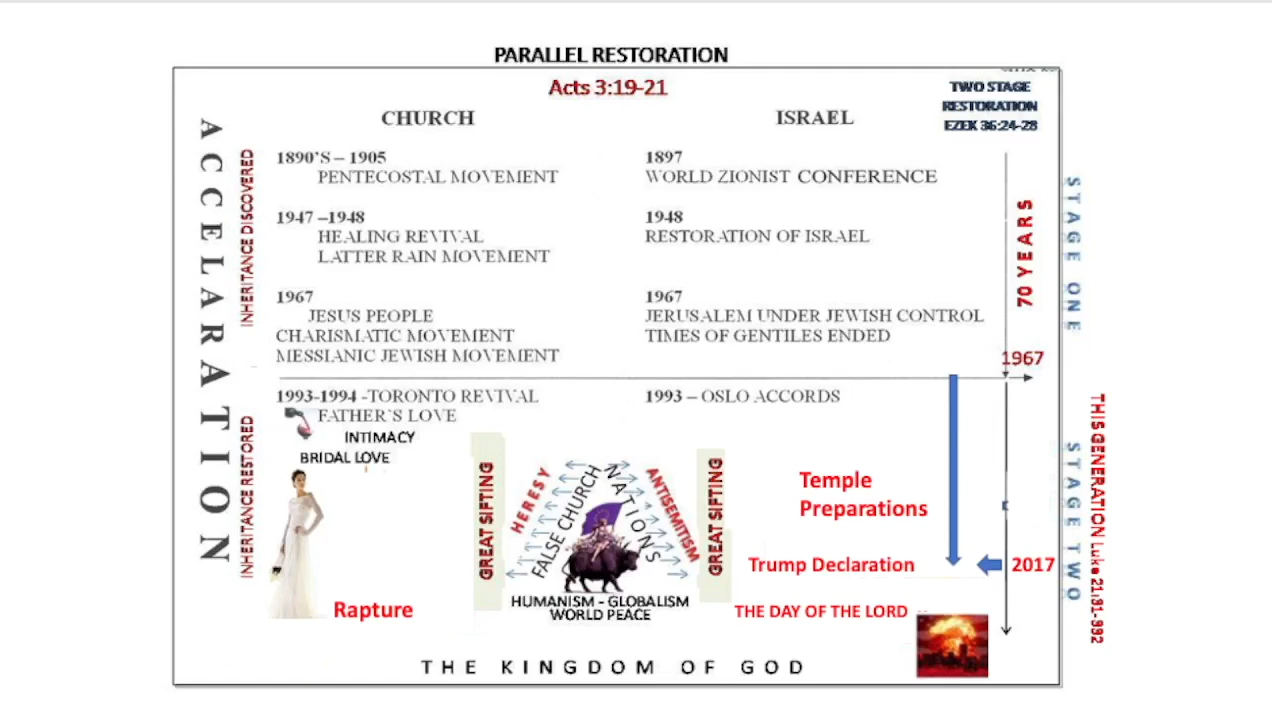 PARALLEL RESTORATION
Acts 3:19-21
TWO STAGE
RESTORATION
EZEK 36:24-28
CHURCH
ISRAEL
ACCELARATION
INHERITANCE DISCOVERED
1890'S – 1905
PENTECOSTAL MOVEMENT
1897
WORLD ZIONIST CONFERENCE
1947 –1948
HEALING REVIVAL
LATTER RAIN MOVEMENT
1948
RESTORATION OF ISRAEL
1967
JESUS PEOPLE
CHARISMATIC MOVEMENT
MESSIANIC JEWISH MOVEMENT
1967
JERUSALEM UNDER JEWISH CONTROL
TIMES OF GENTILES ENDED
70 YEARS
STAGE ONE
1967
INHERITANCE RESTORED
1993-1994 -TORONTO REVIVAL
FATHER'S LOVE
INTIMACY
BRIDAL LOVE
1993 – OSLO ACCORDS
GREAT SIFTING
HERESY
FALSE CHURCH
NATIONS
ANTISEMITISM
GREAT SIFTING
HUMANISM - GLOBALISM
WORLD PEACE
Temple
Preparations
Trump Declaration
2017
STAGE TWO
THIS GENERATION Luke 21:91-992
Rapture
THE DAY OF THE LORD
THE KINGDOM OF GOD